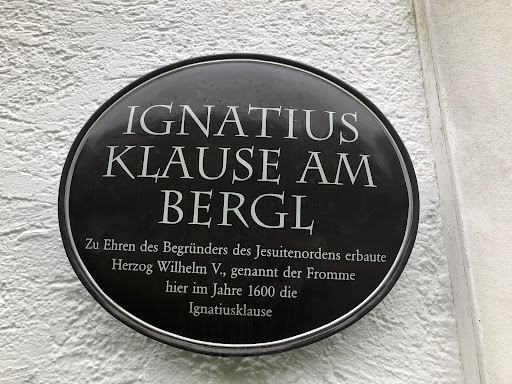 IGNATIUS
KLAUSE AM
BERGL
Zu Ehren des Begründers des Jesuitenordens erbaute
Herzog Wilhelm V., genannt der Fromme
hier im Jahre 1600 die
Ignatiusklause